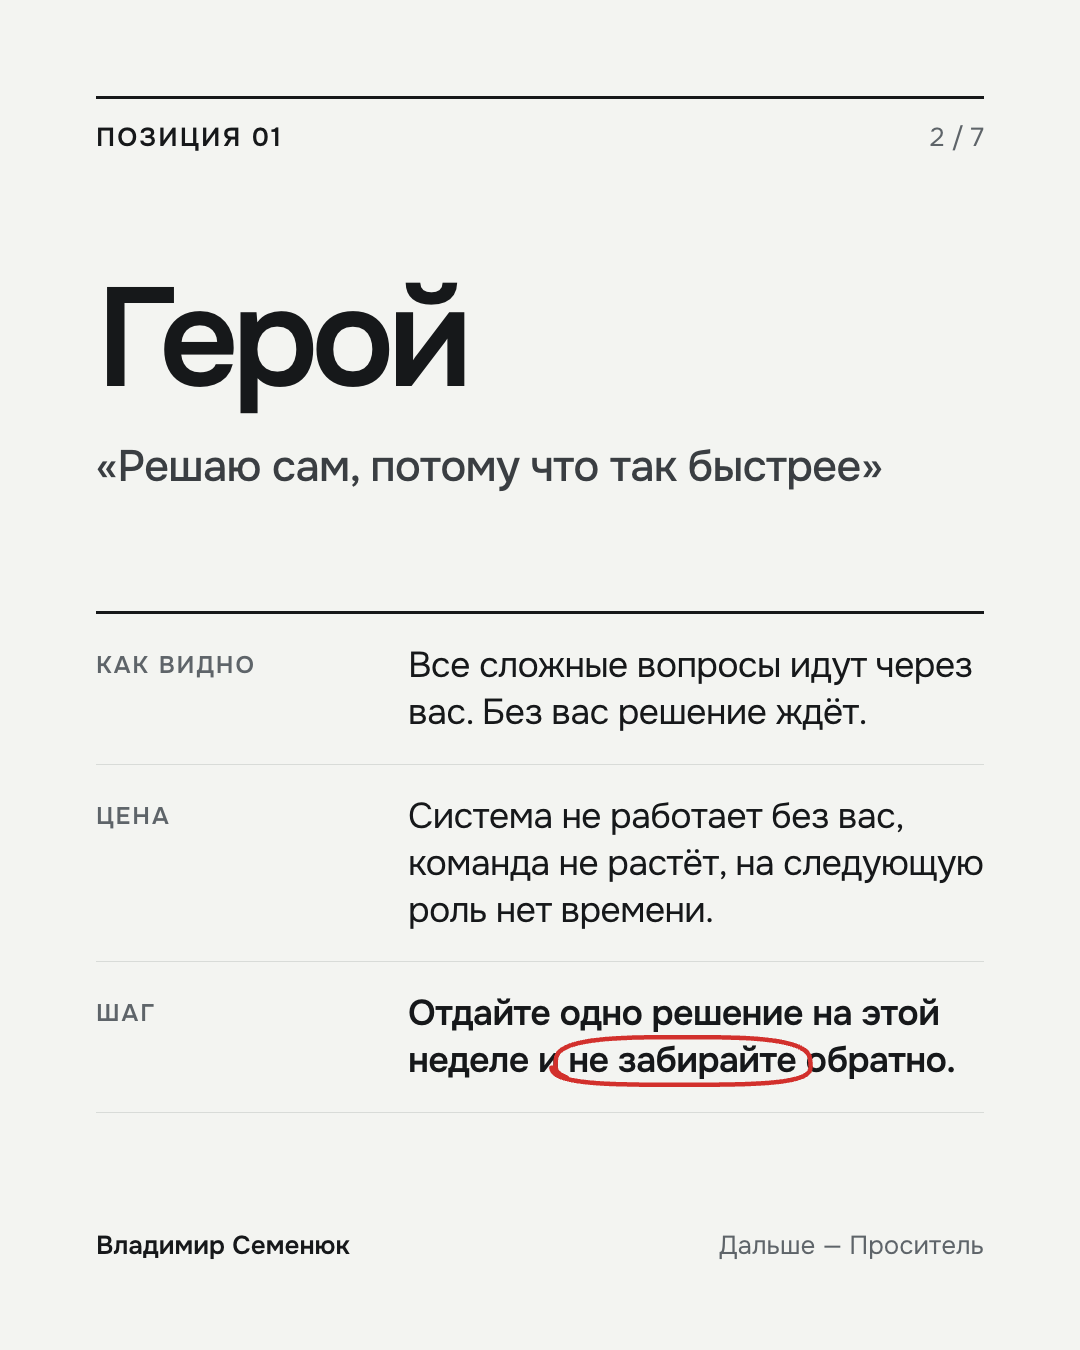 ПОЗИЦИЯ 01
2 / 7
Герой
«Решаю сам, потому что так быстрее»
КАК ВИДНО
Все сложные вопросы идут через
вас. Без вас решение ждёт.
ЦЕНА
Система не работает без вас,
команда не растёт, на следующую
роль нет времени.
ШАГ
Отдайте одно решение на этой
неделе и не забирайте обратно.
Владимир Семенюк
Дальше — Проситель